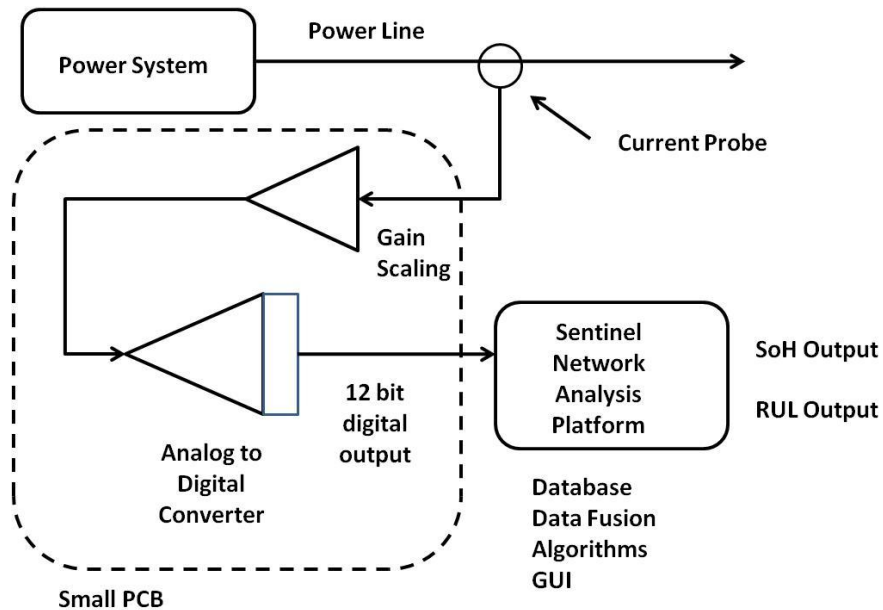 Power System
Power Line
Current Probe
Gain
Scaling
Analog to
Digital
Converter
12 bit
digital
output
Sentinel
Network
Analysis
Platform
SoH Output
RUL Output
Database
Data Fusion
Algorithms
GUI
Small PCB